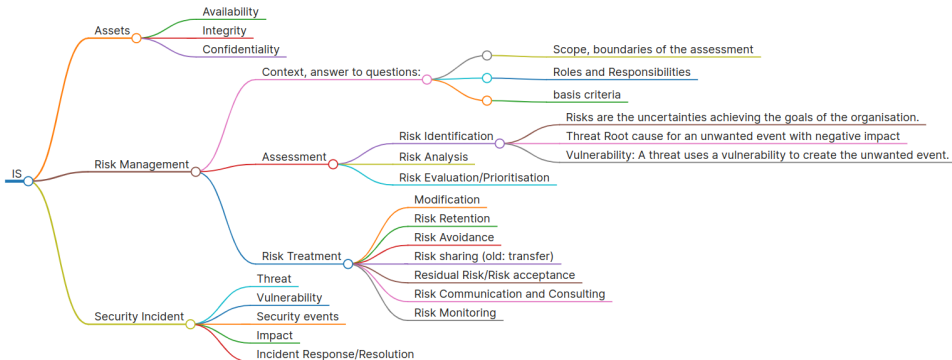 IS
Assets
Availability
Integrity
Confidentiality
Risk Management
Context, answer to questions:
Scope, boundaries of the assessment
Roles and Responsibilities
basis criteria
Assessment
Risk Identification
Risks are the uncertainties achieving the goals of the organisation.
Threat Root cause for an unwanted event with negative impact
Vulnerability: A threat uses a vulnerability to create the unwanted event.
Risk Analysis
Risk Evaluation/Prioritisation
Risk Treatment
Modification
Risk Retention
Risk Avoidance
Risk sharing (old: transfer)
Residual Risk/Risk acceptance
Risk Communication and Consulting
Risk Monitoring
Security Incident
Threat
Vulnerability
Security events
Impact
Incident Response/Resolution